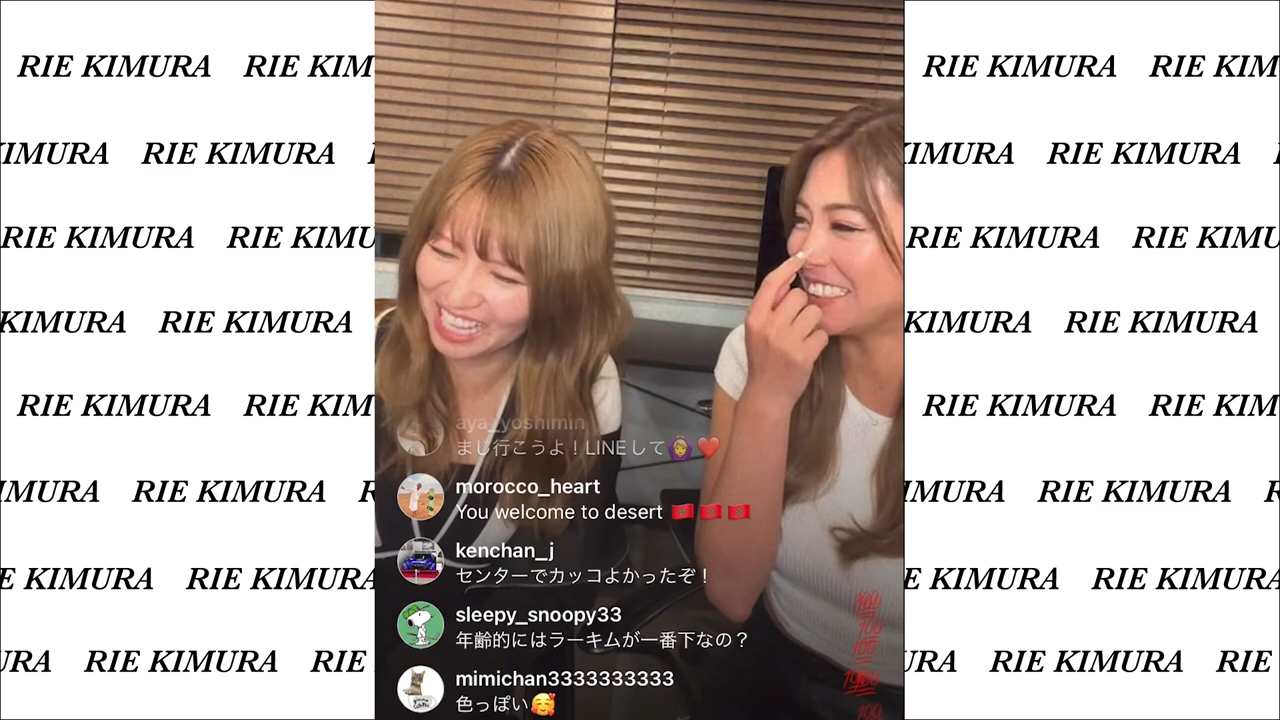 RIE KIMURA RIE KIM
IMURA RIE KIMURA
RIE KIMURA RIE KIMU
KIMURA RIE KIMURA
RIE KIMURA RIE KIM
IMURA RIE KIMURA R
E KIMURA RIE KIMURA
URA RIE KIMURA RIE
aya_yoshimin
まじ行こうよ！LINEして🙆‍♀️❤️
morocco_heart
You welcome to desert 🇲🇦🇲🇦🇲🇦
kenchan_j
センターでカッコよかったぞ！
sleepy_snoopy33
年齢的にはラーキムが一番下なの？
mimichan3333333333
色っぽい🥰
RIE KIMURA RIE KIM
IMURA RIE KIMURA
RIE KIMURA RIE KIMU
KIMURA RIE KIMURA
RIE KIMURA RIE KIM
IMURA RIE KIMURA R
E KIMURA RIE KIMURA
URA RIE KIMURA RIE